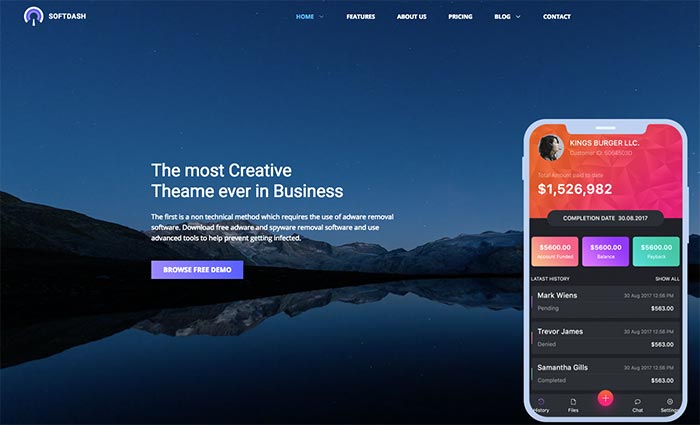 SOFTDASH
HOME FEATURES ABOUT US PRICING BLOG CONTACT
The most Creative
Theame ever in Business
The first is a non technical method which requires the use of adware removal
software. Download free adware and spyware removal software and use
advanced tools to help prevent getting infected.
BROWSE FREE DEMO
KINGS BURGER LLC.
Customer ID: S068503D
Total Amount paid to date
$1,526,982
COMPLETION DATE 30.08.2017
$5600.00 $5600.00 $5600.00
Account Funded Balance Payback
LATAST HISTORY SHOW ALL
Mark Wiens 30 Aug 2017 12:56 PM
Pending $563.00
Trevor James 30 Aug 2017 12:56 PM
Denied $563.00
Samantha Gills 30 Aug 2017 12:56 PM
Completed $563.00
History Files Chat Settings